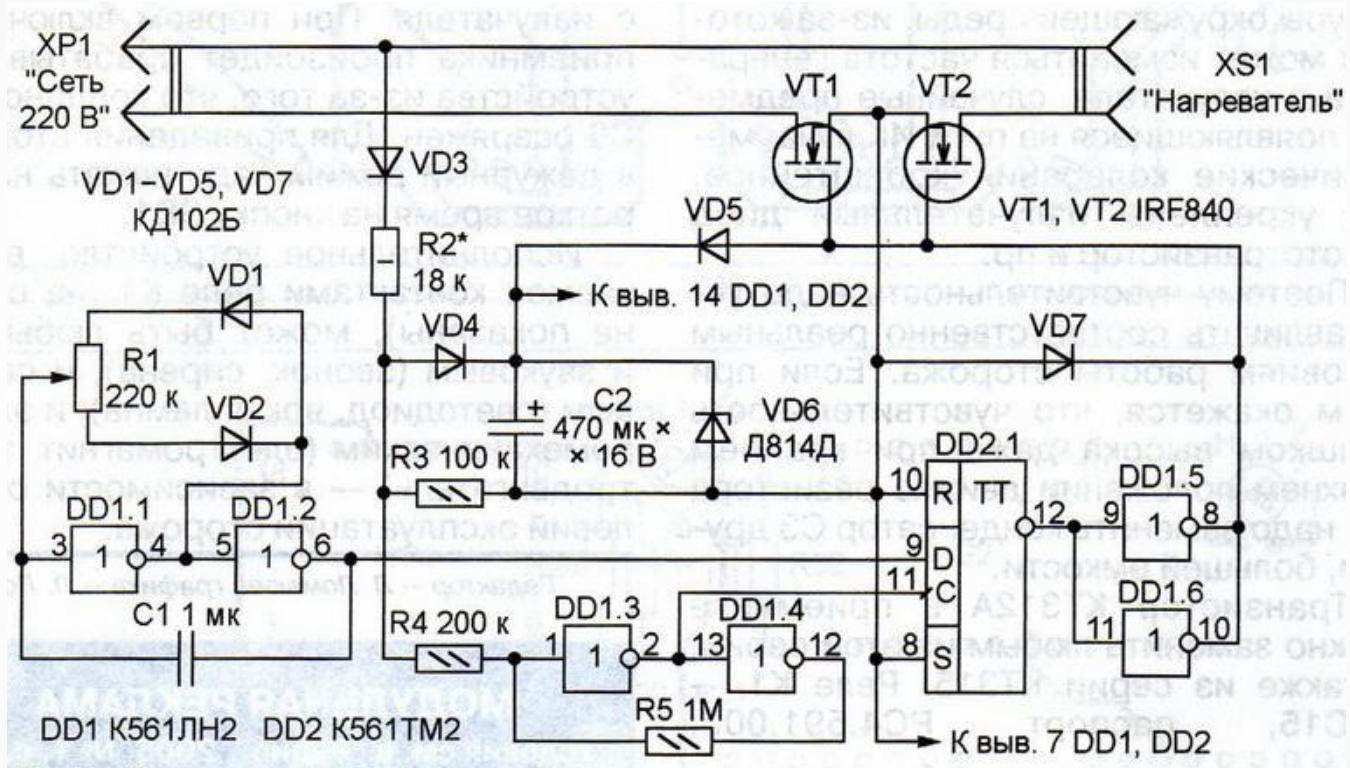 XP1
"Сеть
220 В"
VD1–VD5, VD7
КД102Б
VT1
VT2
XS1
"Нагреватель"
VT1, VT2 IRF840
VD3
R2*
18 к
VD5
К выв. 14 DD1, DD2
VD1
R1
220 к
VD2
VD4
VD7
C2
+
470 мк ×
× 16 В
VD6
Д814Д
R3 100 к
DD2.1
10 R TT
12
9 D
11 C
8 S
DD1.5
9 1 8
DD1.6
11 1 10
DD1.1
3 1 4
DD1.2
5 1 6
C1 1 мк
R4 200 к
DD1.3
1 1 2
DD1.4
13 1 12
R5 1М
DD1 К561ЛН2 DD2 К561ТМ2
К выв. 7 DD1, DD2